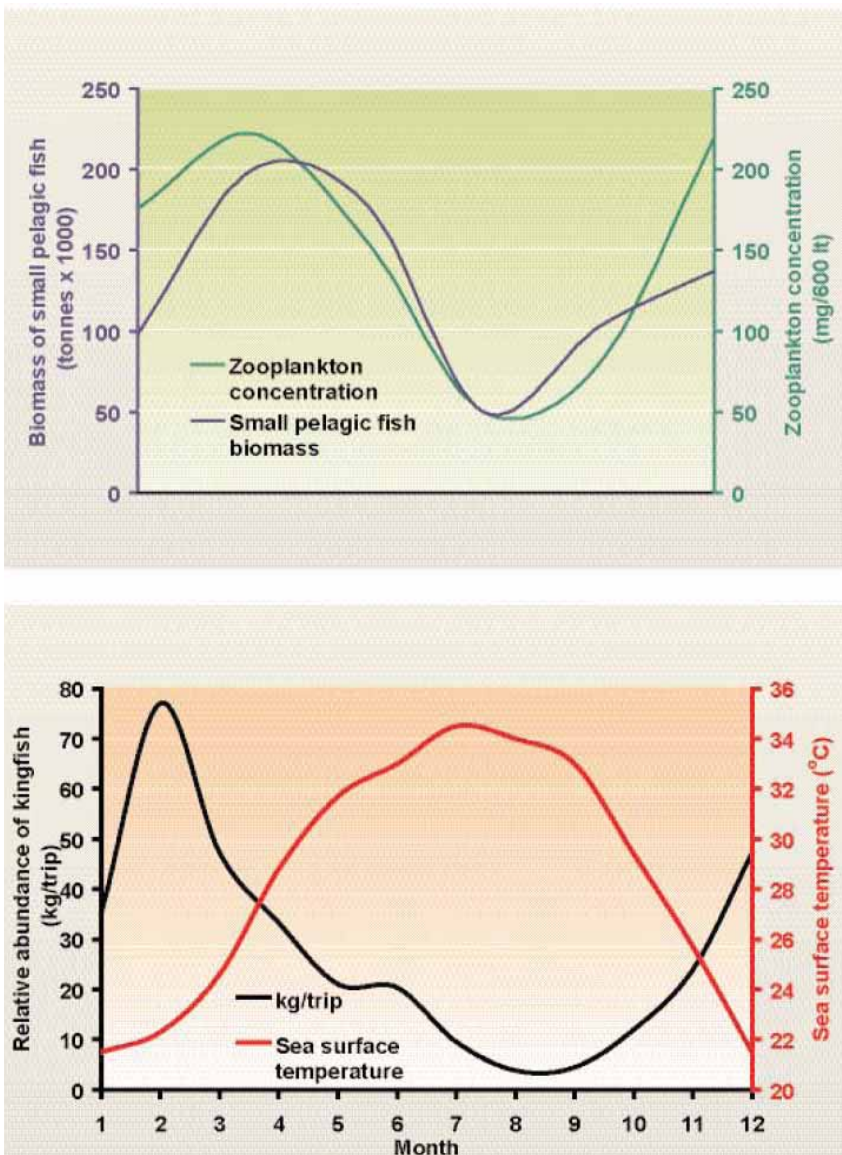 Biomass of small pelagic fish
(tonnes x 1000)
250
200
150
100
50
0
Zooplankton
concentration
Small pelagic fish
biomass
250
200
150
100
50
0
Zooplankton concentration
(mg/600 lt)
Relative abundance of kingfish
(kg/trip)
80
70
60
50
40
30
20
10
0
kg/trip
Sea surface
temperature
36
34
32
30
28
26
24
22
20
Sea surface temperature (°C)
1 2 3 4 5 6 7 8 9 10 11 12
Month